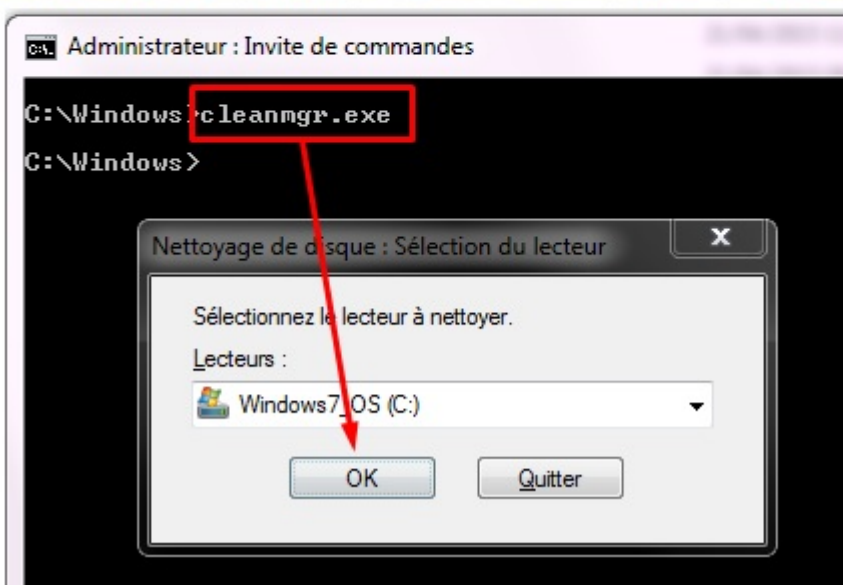 Administrateur : Invite de commandes
C:\Windows>cleanmgr.exe
C:\Windows>
Nettoyage de disque : Sélection du lecteur
Sélectionnez le lecteur à nettoyer.
Lecteurs :
Windows7_OS (C:)
OK Quitter